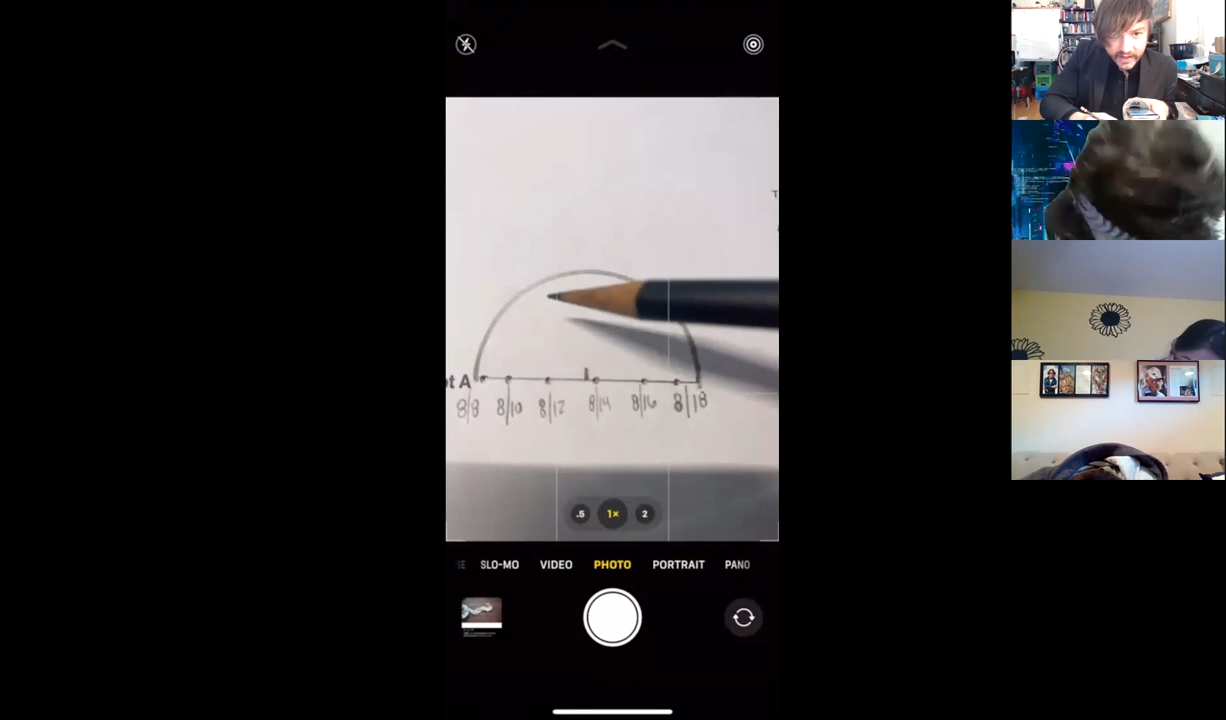 T
t A
8/8 8/10 8/12 8/14 8/16 8/18
.5 1× 2
SLO-MO VIDEO PHOTO PORTRAIT PANO